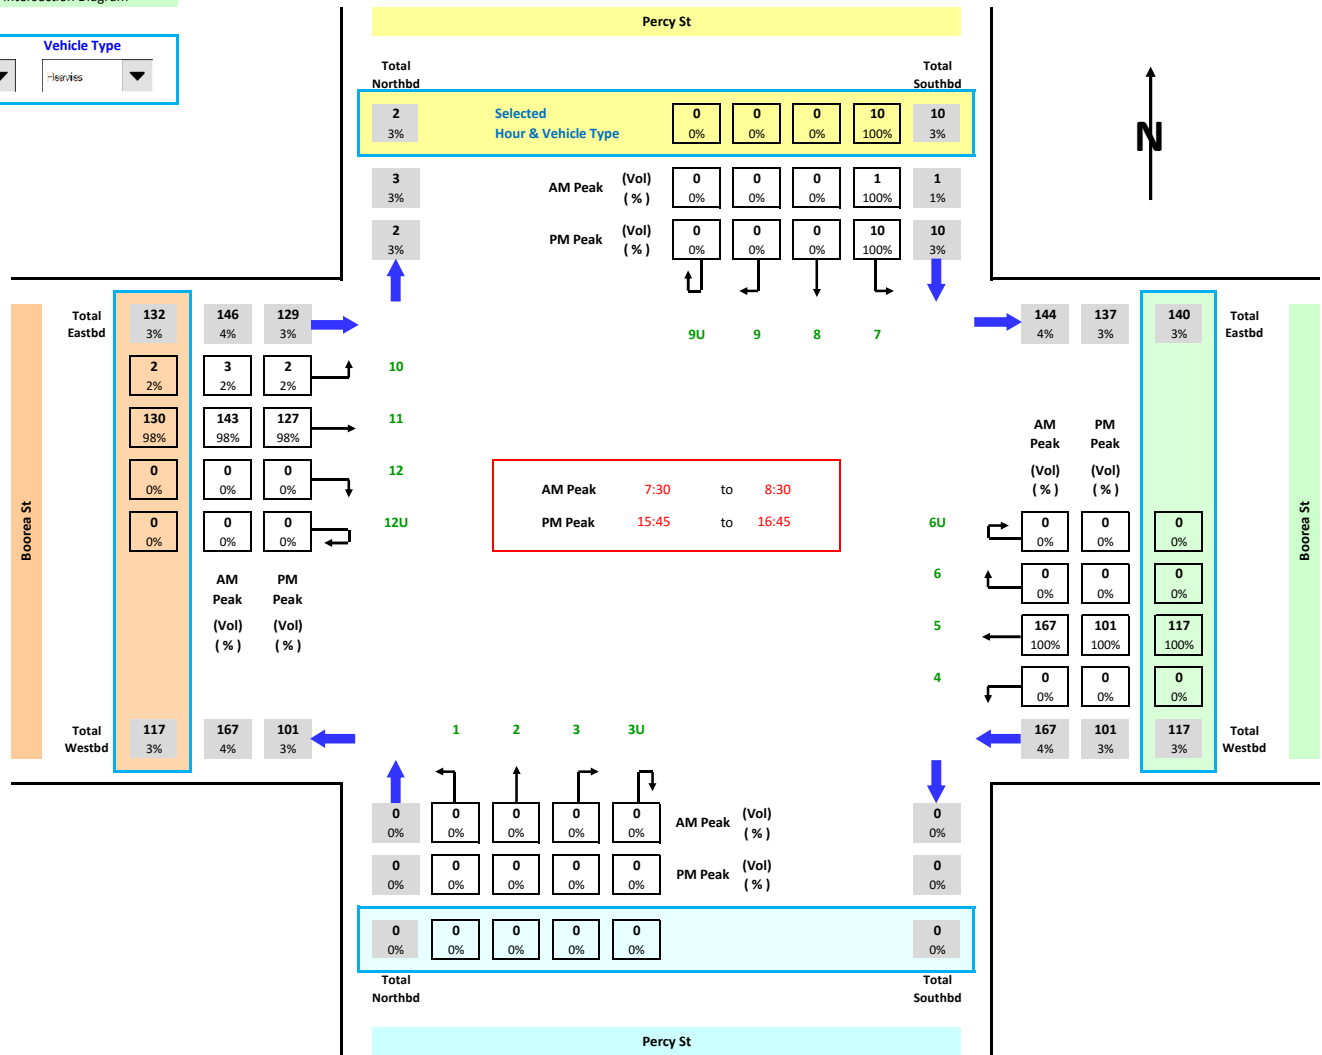 Intersection Diagram
Vehicle Type
Heavies
Percy St
Total
Northbd
Total
Southbd
2
3%
Selected
Hour & Vehicle Type
0 0 0 10 10
0% 0% 0% 100% 3%
3
3%
AM Peak (Vol)
( % )
0 0 0 1 1
0% 0% 0% 100% 1%
2
3%
PM Peak (Vol)
( % )
0 0 0 10 10
0% 0% 0% 100% 3%
N
9U 9 8 7
Boorea St
Total
Eastbd
132 146 129
3% 4% 3%
2 3 2
2% 2% 2%
10
130 143 127
98% 98% 98%
11
0 0 0
0% 0% 0%
12
0 0 0
0% 0% 0%
12U
AM PM
Peak Peak
(Vol) (Vol)
( % ) ( % )
Total
Westbd
117 167 101
3% 4% 3%
AM Peak 7:30 to 8:30
PM Peak 15:45 to 16:45
144 137 140
4% 3% 3%
Total
Eastbd
AM PM
Peak Peak
(Vol) (Vol)
( % ) ( % )
6U
0 0 0
0% 0% 0%
6
0 0 0
0% 0% 0%
5
167 101 117
100% 100% 100%
4
0 0 0
0% 0% 0%
167 101 117
4% 3% 3%
Total
Westbd
Boorea St
1 2 3 3U
0 0 0 0 0
0% 0% 0% 0% 0%
AM Peak (Vol)
( % )
0
0%
0 0 0 0 0
0% 0% 0% 0% 0%
PM Peak (Vol)
( % )
0
0%
0 0 0 0 0
0% 0% 0% 0% 0%
0
0%
Total
Northbd
Total
Southbd
Percy St